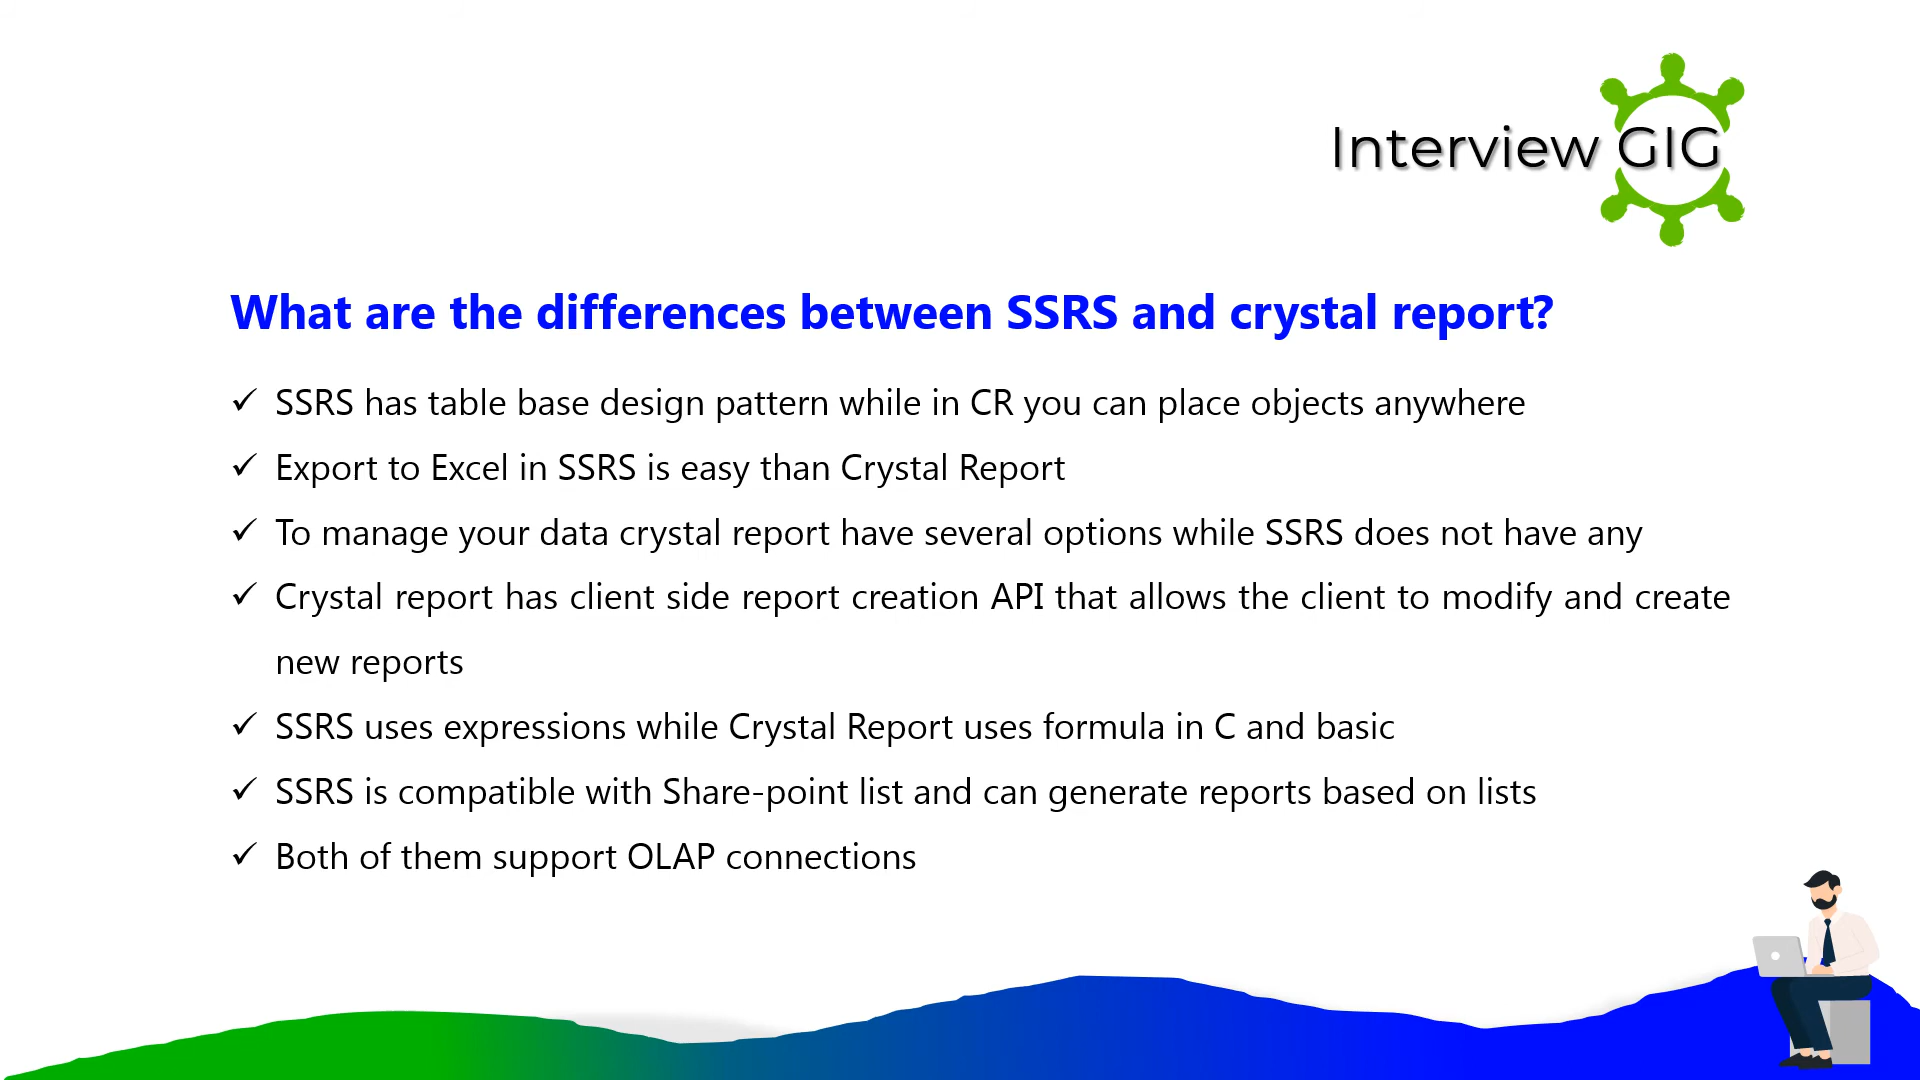 Interview GIG
What are the differences between SSRS and crystal report?
✓ SSRS has table base design pattern while in CR you can place objects anywhere
✓ Export to Excel in SSRS is easy than Crystal Report
✓ To manage your data crystal report have several options while SSRS does not have any
✓ Crystal report has client side report creation API that allows the client to modify and create
new reports
✓ SSRS uses expressions while Crystal Report uses formula in C and basic
✓ SSRS is compatible with Share-point list and can generate reports based on lists
✓ Both of them support OLAP connections